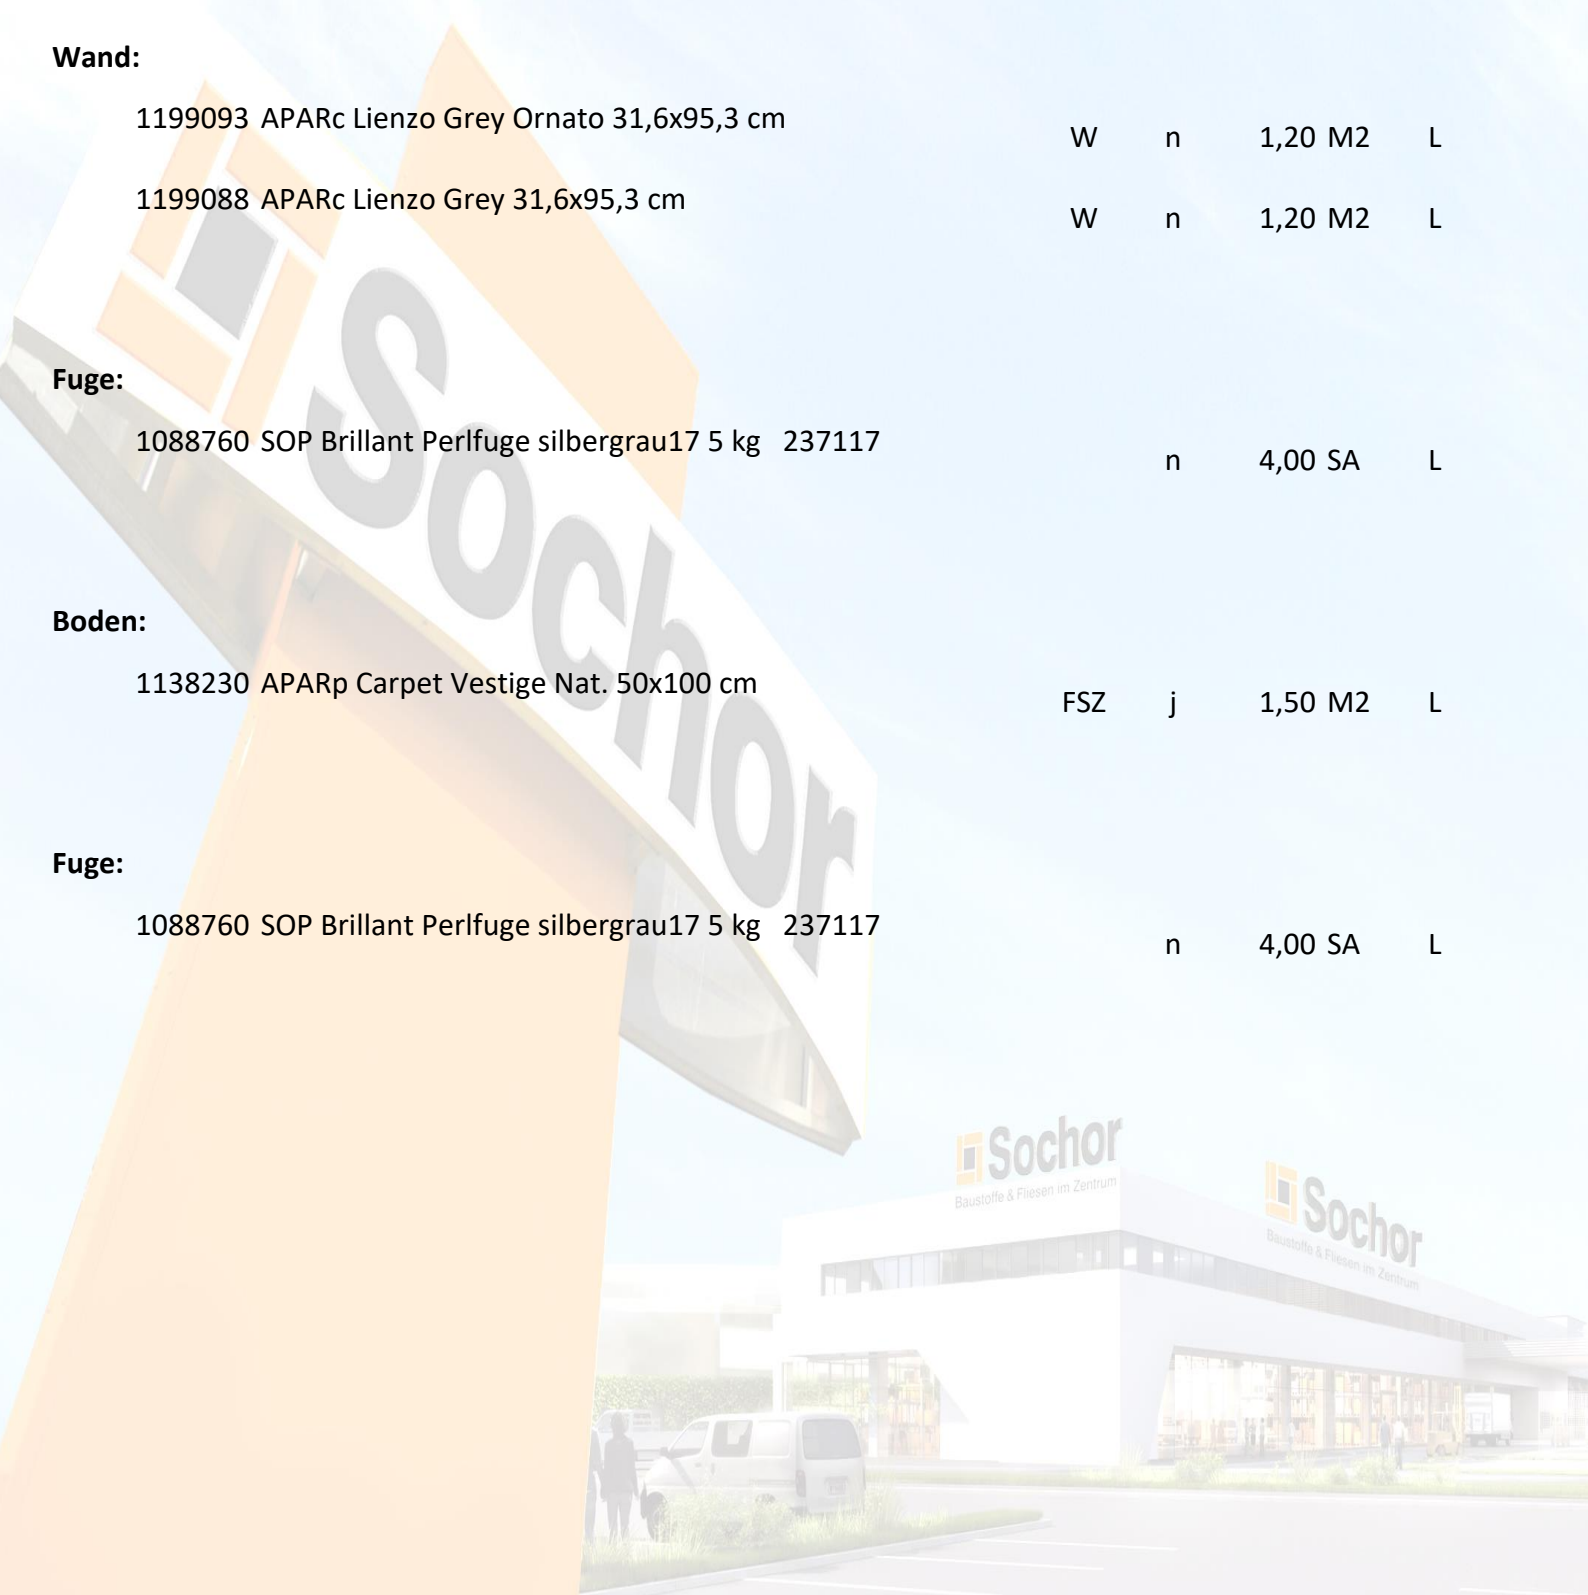 Wand:
1199093 APARc Lienzo Grey Ornato 31,6x95,3 cm W n 1,20 M2 L
1199088 APARc Lienzo Grey 31,6x95,3 cm W n 1,20 M2 L
Fuge:
1088760 SOP Brillant Perlfuge silbergrau17 5 kg 237117 n 4,00 SA L
Boden:
1138230 APARp Carpet Vestige Nat. 50x100 cm FSZ j 1,50 M2 L
Fuge:
1088760 SOP Brillant Perlfuge silbergrau17 5 kg 237117 n 4,00 SA L
Sochor
Sochor
Baustoffe & Fliesen im Zentrum
Sochor
Baustoffe & Fliesen im Zentrum